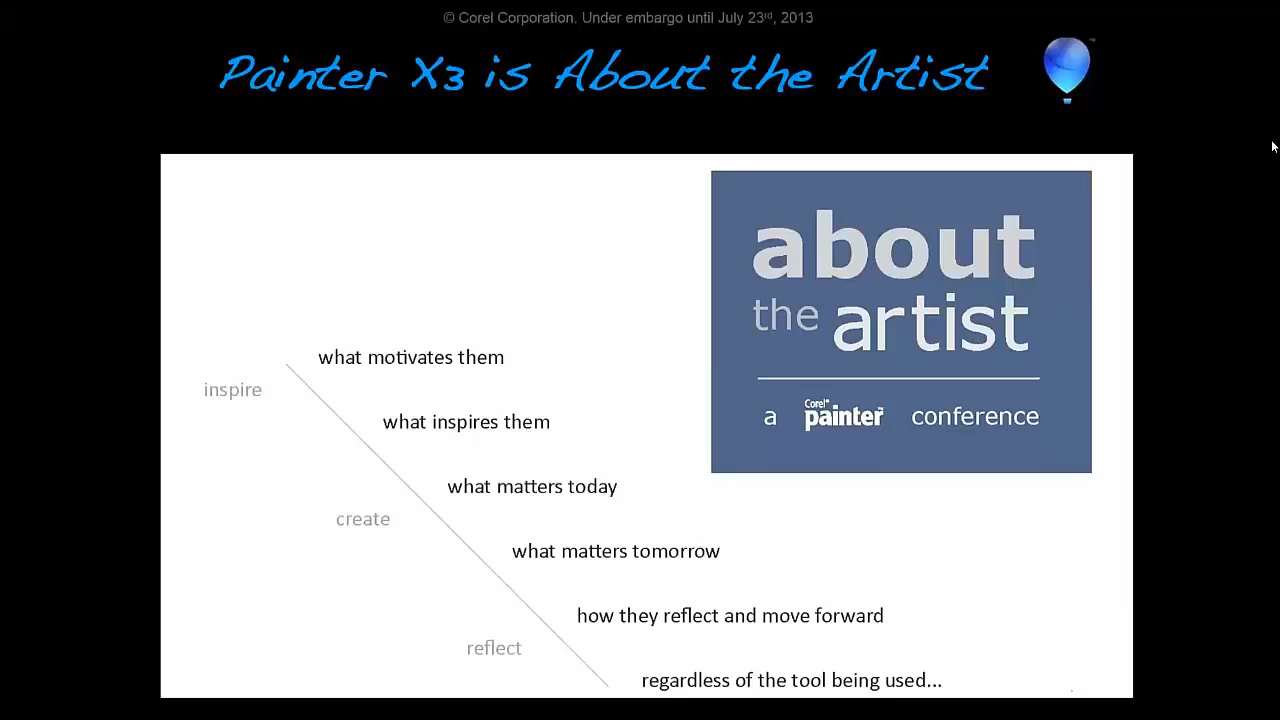 © Corel Corporation. Under embargo until July 23rd, 2013
Painter X3 is About the Artist
™
about
the artist
a Corel® painter™ conference
what motivates them
inspire
what inspires them
what matters today
create
what matters tomorrow
how they reflect and move forward
reflect
regardless of the tool being used...